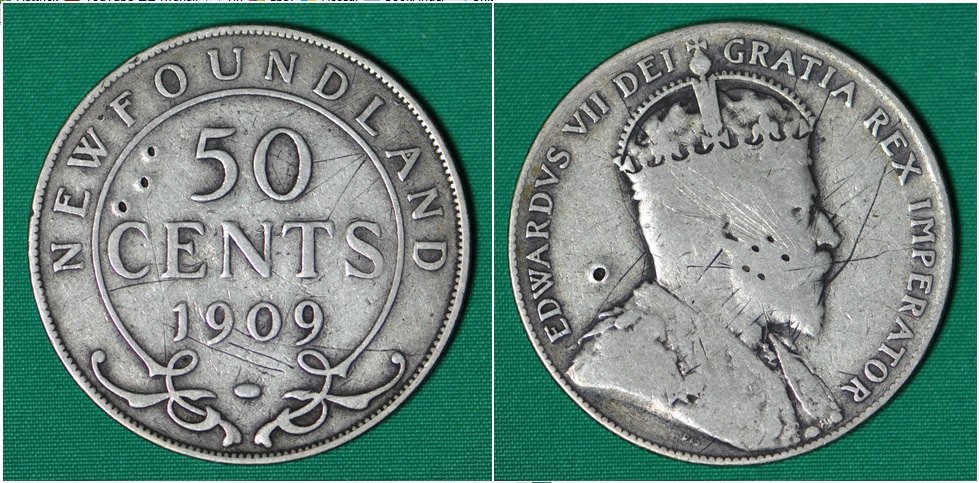 NEWFOUNDLAND
50
CENTS
1909
EDWARDVS VII DEI GRATIA REX IMPERATOR